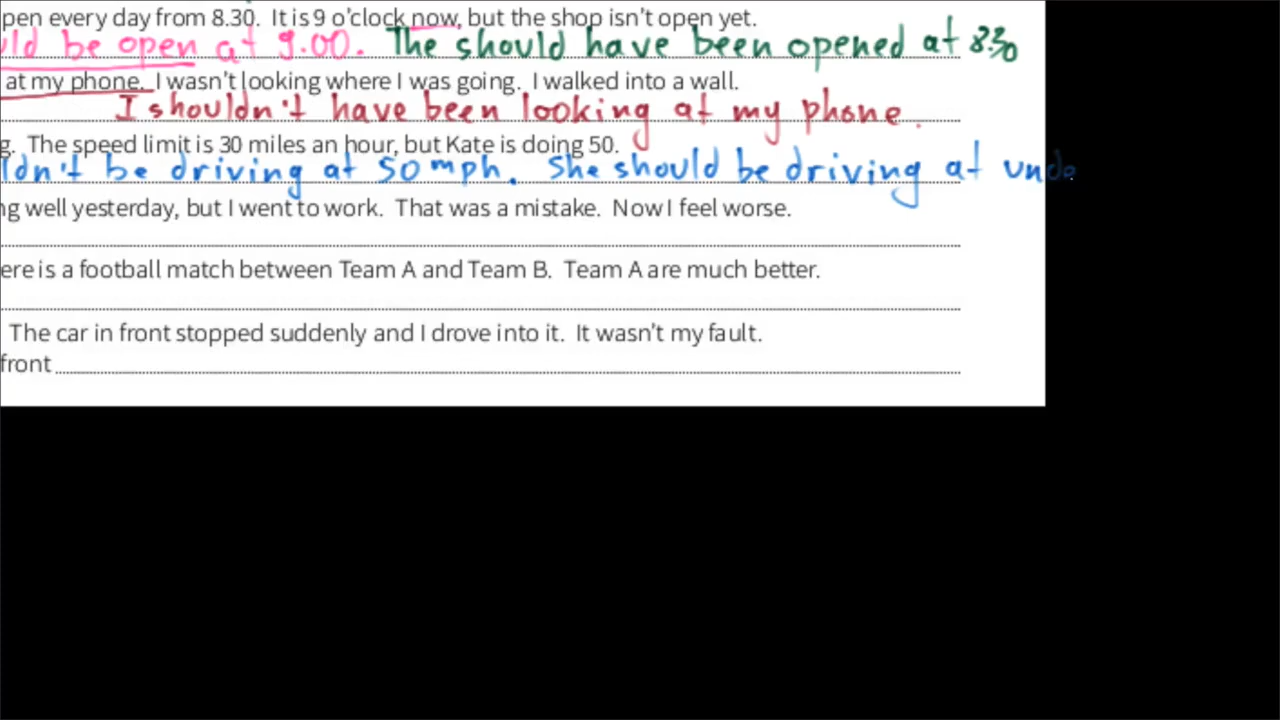 pen every day from 8.30. It is 9 o'clock now, but the shop isn't open yet.
uld be open at 9.00. The should have been opened at 8:30
at my phone. I wasn't looking where I was going. I walked into a wall.
I shouldn't have been looking at my phone.
g. The speed limit is 30 miles an hour, but Kate is doing 50.
ldn't be driving at 50 mph. She should be driving at unde
ng well yesterday, but I went to work. That was a mistake. Now I feel worse.
ere is a football match between Team A and Team B. Team A are much better.
The car in front stopped suddenly and I drove into it. It wasn't my fault.
front